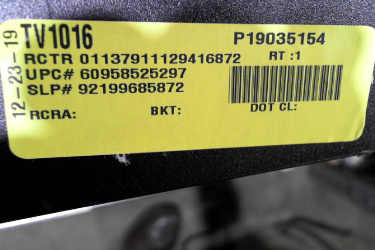 12-23-19
TV1016 P19035154
RCTR 01137911129416872 RT :1
UPC# 60958525297
SLP# 92199685872
RCRA: BKT: DOT CL: